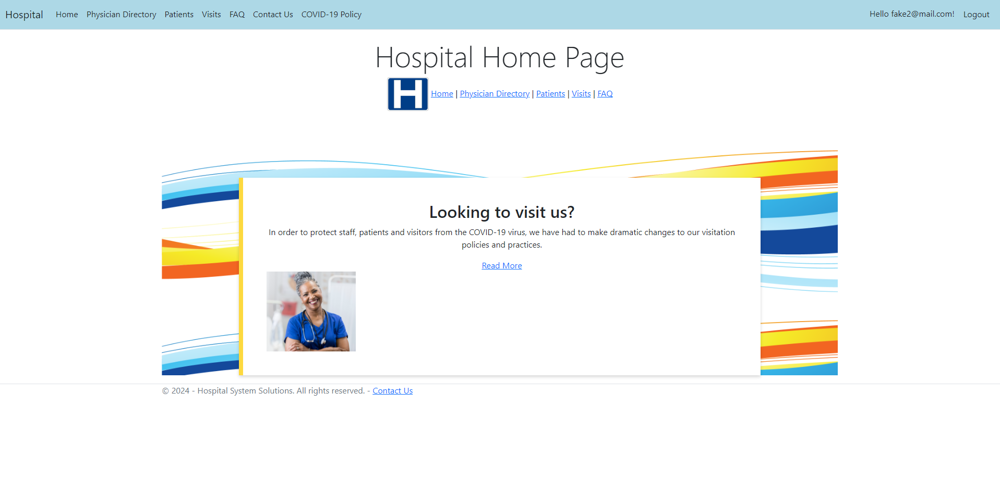 Hospital Home Physician Directory Patients Visits FAQ Contact Us COVID-19 Policy Hello fake2@mail.com! Logout
Hospital Home Page
H Home | Physician Directory | Patients | Visits | FAQ
Looking to visit us?
In order to protect staff, patients and visitors from the COVID-19 virus, we have had to make dramatic changes to our visitation
policies and practices.
Read More
© 2024 - Hospital System Solutions. All rights reserved. - Contact Us